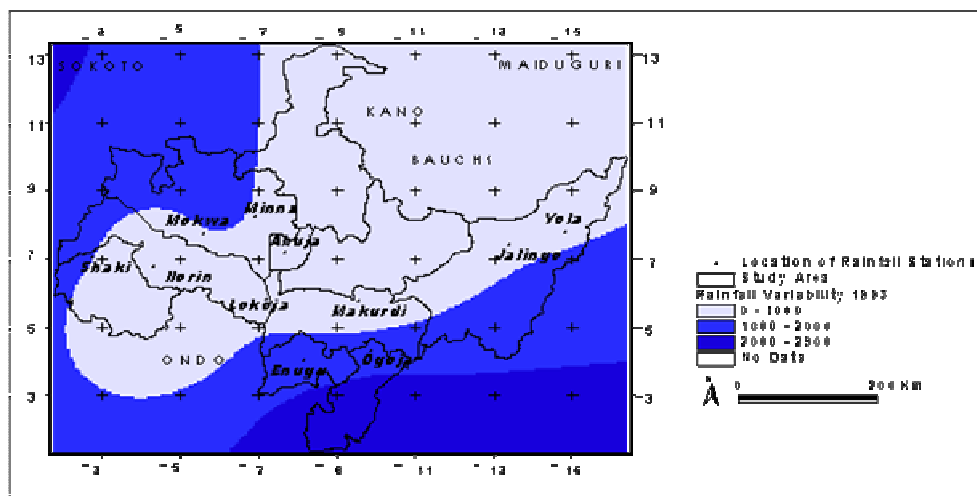 3 5 7 9 11 13 15
13 SOKOTO MAIDUGURI 13
KANO
11 11
BAUCHI
9 9
Minna
Mokwa Yola
Abuja
7 Shaki Ilorin Jalingo 7
Lokoja Makurdi
5 5
ONDO Enugu Ogoja
3 3
3 5 7 9 11 13 15
Location of Rainfall Stations
Study Area
Rainfall Variability 1993
0 - 1000
1000 - 2000
2000 - 2900
No Data
N
0 200 Km